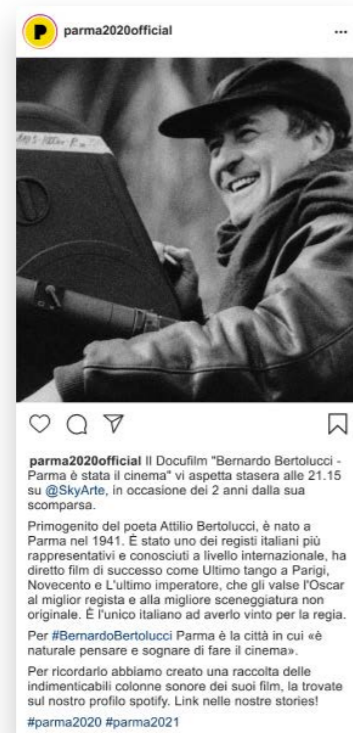 P
parma2020official
parma2020official Il Docufilm "Bernardo Bertolucci -
Parma è stata il cinema" vi aspetta stasera alle 21.15
su @SkyArte, in occasione dei 2 anni dalla sua
scomparsa.
Primogenito del poeta Attilio Bertolucci, è nato a
Parma nel 1941. È stato uno dei registi italiani più
rappresentativi e conosciuti a livello internazionale, ha
diretto film di successo come Ultimo tango a Parigi,
Novecento e L'ultimo imperatore, che gli valse l'Oscar
al miglior regista e alla migliore sceneggiatura non
originale. È l'unico italiano ad averlo vinto per la regia.
Per #BernardoBertolucci Parma è la città in cui «è
naturale pensare e sognare di fare il cinema».
Per ricordarlo abbiamo creato una raccolta delle
indimenticabili colonne sonore dei suoi film, la trovate
sul nostro profilo spotify. Link nelle nostre stories!
#parma2020 #parma2021